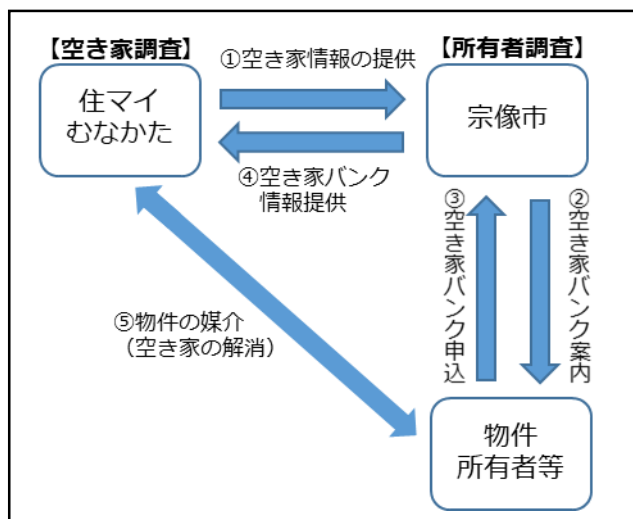 【空き家調査】
【所有者調査】
住マイ
むなかた
①空き家情報の提供
宗像市
④空き家バンク
情報提供
③空き家バンク申込
②空き家バンク案内
⑤物件の媒介
（空き家の解消）
物件
所有者等